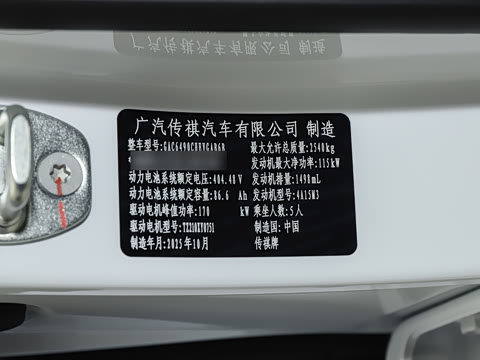 广汽传祺汽车有限公司 制造
整车型号:GAC6490CHEVGA86B 最大允许总质量:2540kg
发动机最大净功率:115kW
动力电池系统额定电压:404.48V 发动机排量:1498mL
动力电池系统额定容量:86.6 Ah 发动机型号:4A15M3
驱动电机峰值功率:170 kW 乘坐人数:5人
驱动电机型号:TZ210XY0751 制造国:中国
制造年月:2025年10月 传祺牌